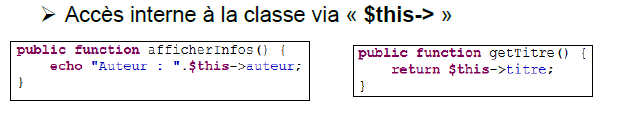 ➤ Accès interne à la classe via « $this-> »
public function afficherInfos() {
    echo "Auteur : ".$this->auteur;
}
public function getTitre() {
    return $this->titre;
}